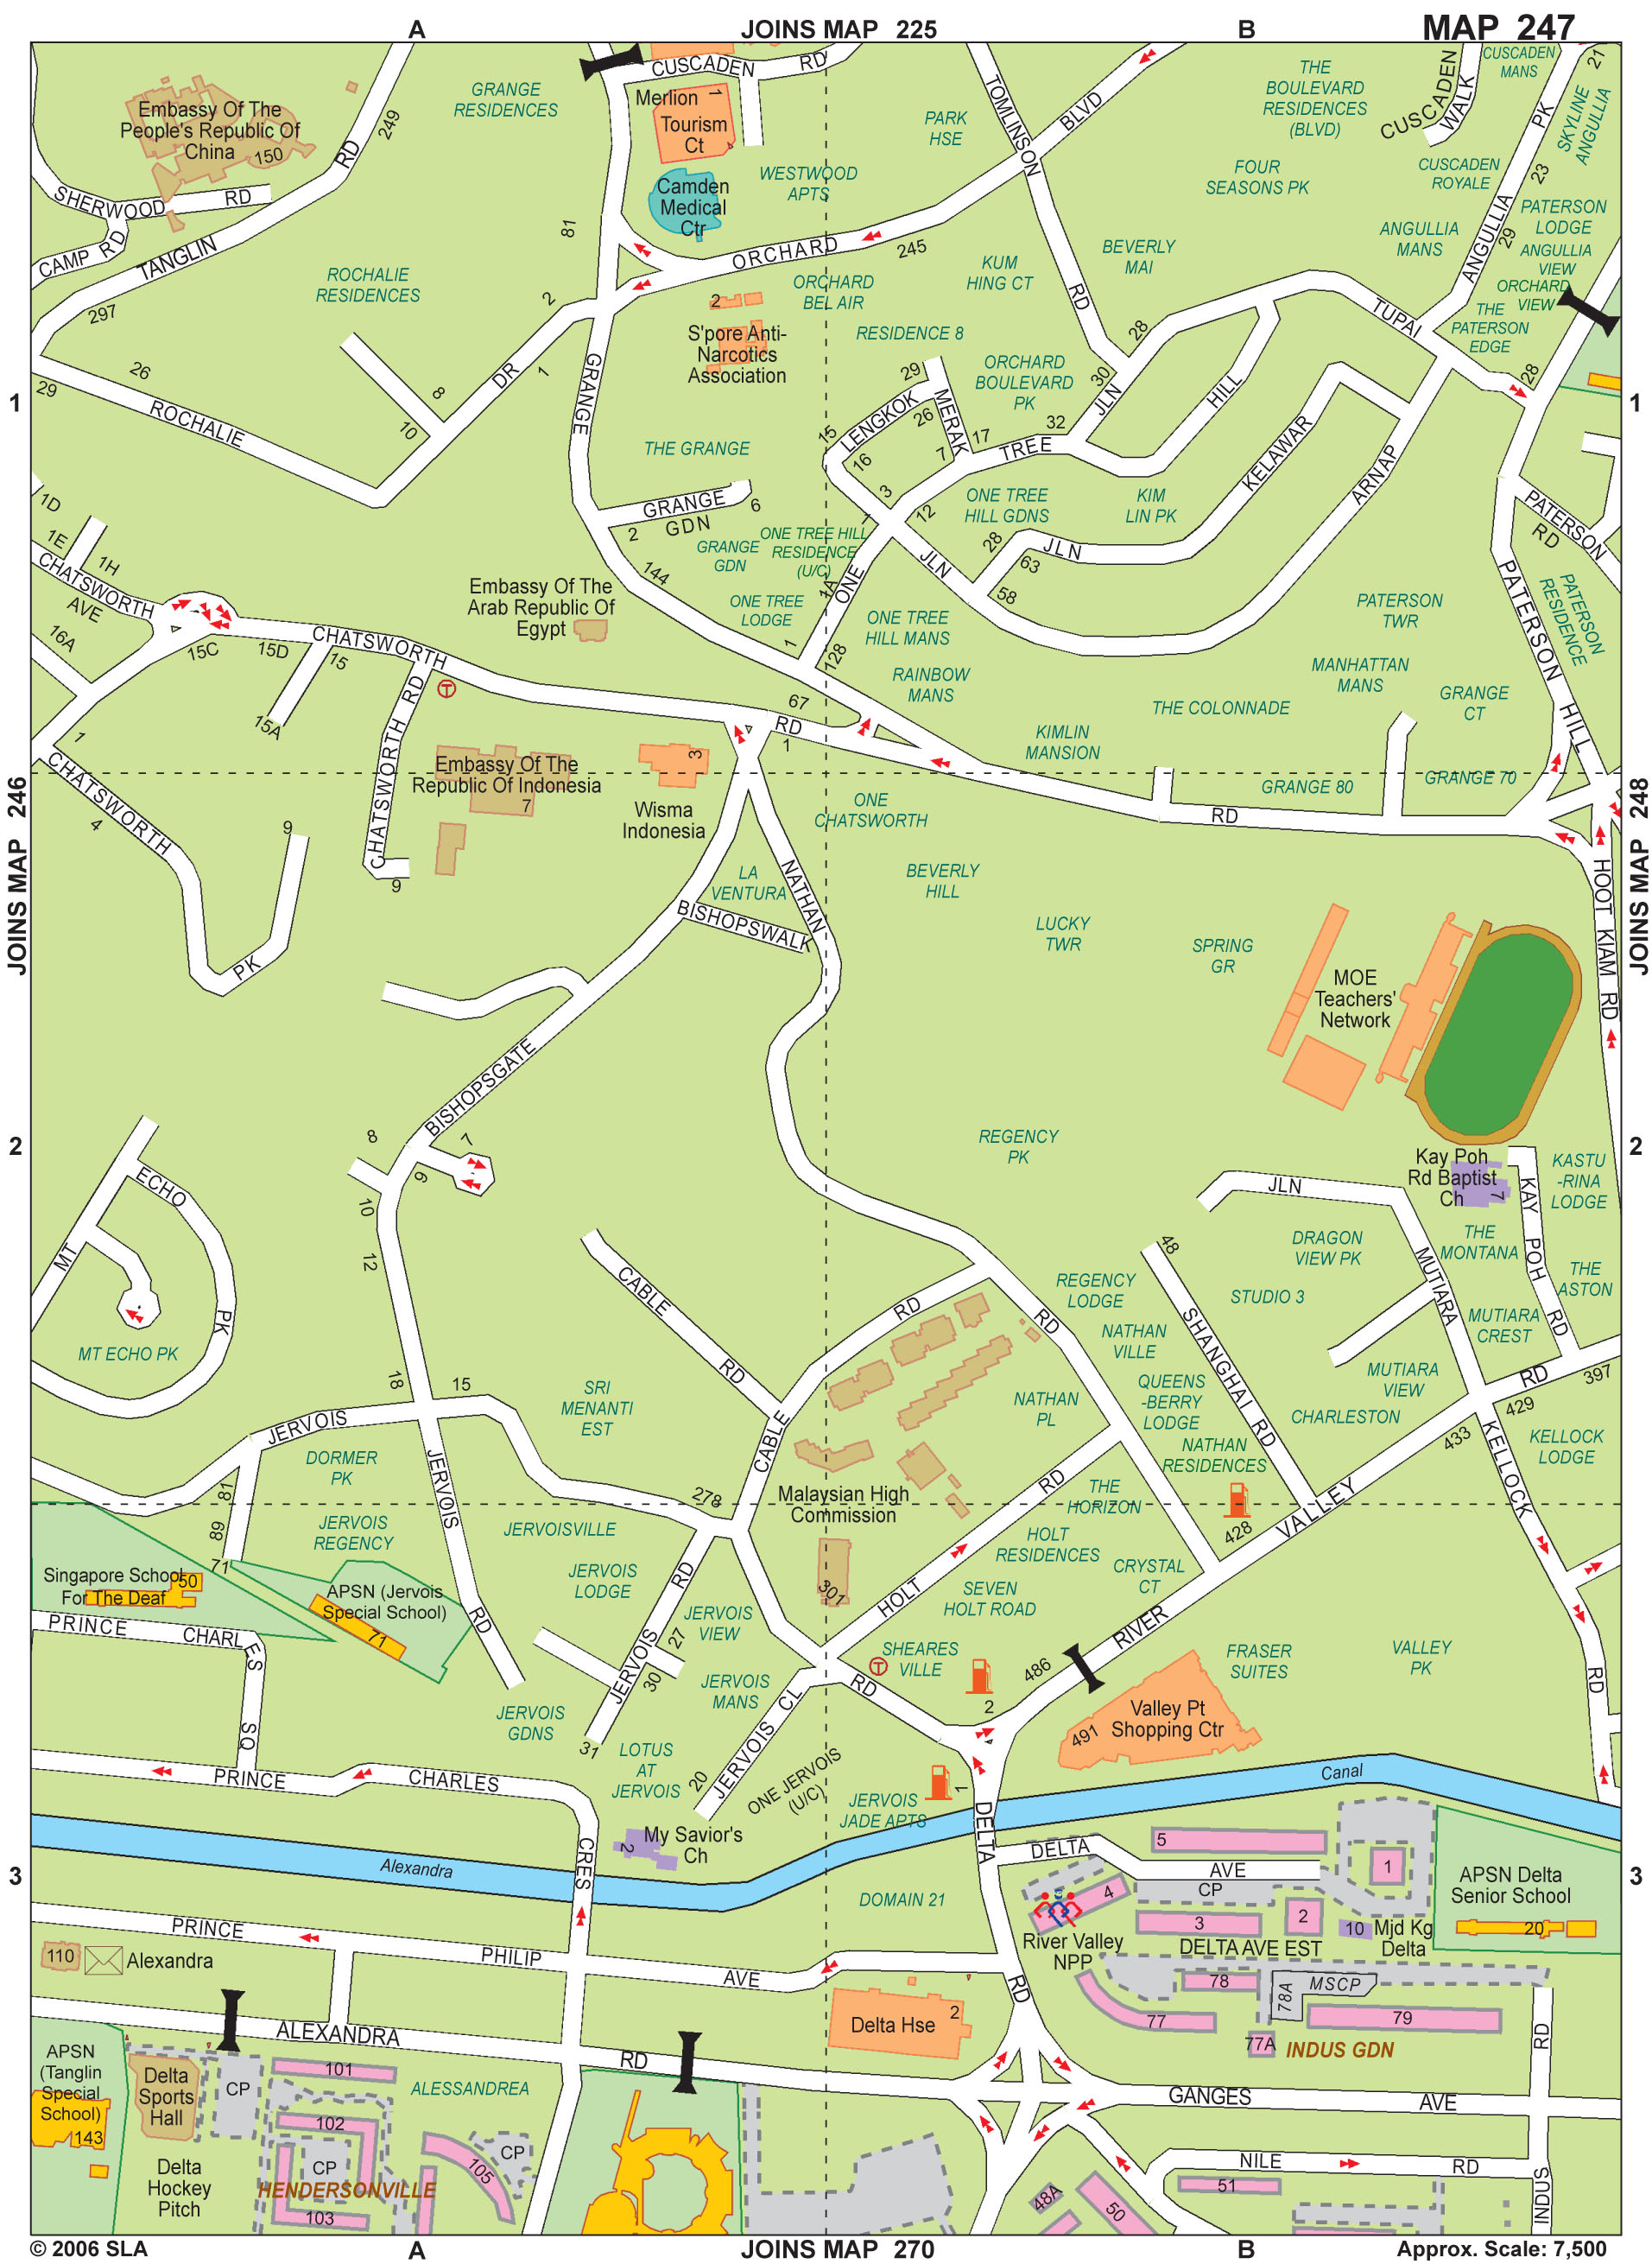 A
JOINS MAP 225
B
MAP 247
CUSCADEN RD
Merlion
Tourism
Ct
1
Embassy Of The
People's Republic Of
China
150
GRANGE
RESIDENCES
249
TANGLIN RD
297
SHERWOOD RD
CAMP RD
Camden
Medical
Ctr
WESTWOOD
APTS
PARK
HSE
TOMLINSON RD
ORCHARD BLVD
245
81
THE
BOULEVARD
RESIDENCES
(BLVD)
FOUR
SEASONS PK
CUSCADEN WALK
CUSCADEN
MANS
21
SKYLINE
ANGULLIA
ANGULLIA PK
23
29
CUSCADEN
ROYALE
ANGULLIA
MANS
PATERSON
LODGE
ANGULLIA
VIEW
ORCHARD
VIEW
THE
PATERSON
EDGE
BEVERLY
MAI
KUM
HING CT
ORCHARD
BEL AIR
ROCHALIE
RESIDENCES
2
S'pore Anti-
Narcotics
Association
RESIDENCE 8
ORCHARD
BOULEVARD
PK
28
30
JLN TUPAI
28
1
29
26
ROCHALIE DR
8
10
2
1
GRANGE
THE GRANGE
15
LENGKOK MERAK
29
26
16
7
17
32
ONE TREE HILL
3
7
12
1A
1
JLN KELAWAR
28
63
JLN ARNAP
58
1
GRANGE
GDN
2
6
GRANGE
GDN
ONE TREE HILL
RESIDENCE
(U/C)
ONE TREE
HILL GDNS
KIM
LIN PK
PATERSON
RD
PATERSON HILL
PATERSON
RESIDENCE
PATERSON
TWR
MANHATTAN
MANS
GRANGE
CT
THE COLONNADE
1D
1E
1H
CHATSWORTH
AVE
16A
15C
15D
15
15A
CHATSWORTH RD
144
Embassy Of The
Arab Republic Of
Egypt
ONE TREE
LODGE
ONE TREE
HILL MANS
128
RAINBOW
MANS
KIMLIN
MANSION
67
1
GRANGE 80
GRANGE 70
RD
JOINS MAP 246
JOINS MAP 248
1
CHATSWORTH PK
4
9
CHATSWORTH RD
9
T
Embassy Of The
Republic Of Indonesia
7
3
Wisma
Indonesia
ONE
CHATSWORTH
LA
VENTURA
BISHOPSWALK
NATHAN RD
BEVERLY
HILL
LUCKY
TWR
SPRING
GR
MOE
Teachers'
Network
HOOT KIAM RD
BISHOPSGATE
2
8
7
9
10
12
18
REGENCY
PK
2
Kay Poh
Rd Baptist
Ch
7
KAY POH RD
KASTU
-RINA
LODGE
THE
MONTANA
THE
ASTON
MUTIARA
CREST
JLN MUTIARA
DRAGON
VIEW PK
STUDIO 3
MUTIARA
VIEW
CHARLESTON
MT ECHO PK
MT ECHO PK
CABLE RD
CABLE RD
48
SHANGHAI RD
REGENCY
LODGE
NATHAN
VILLE
QUEENS
-BERRY
LODGE
NATHAN
RESIDENCES
NATHAN
PL
397
429
433
KELLOCK RD
KELLOCK
LODGE
RIVER VALLEY RD
428
486
15
JERVOIS
JERVOIS RD
SRI
MENANTI
EST
DORMER
PK
81
89
71
278
JERVOIS
REGENCY
JERVOISVILLE
JERVOIS
LODGE
JERVOIS
VIEW
JERVOIS
MANS
JERVOIS
GDNS
JERVOIS RD
27
30
31
Malaysian High
Commission
301
HOLT RD
THE
HORIZON
HOLT
RESIDENCES
CRYSTAL
CT
SEVEN
HOLT ROAD
SHEARES
VILLE
T
FRASER
SUITES
VALLEY
PK
Valley Pt
Shopping Ctr
491
2
1
Singapore School
For The Deaf
50
APSN (Jervois
Special School)
71
PRINCE CHARLES SQ
PRINCE CHARLES CRES
LOTUS
AT
JERVOIS
20
JERVOIS CL
ONE JERVOIS
(U/C)
JERVOIS
JADE APTS
RD
My Savior's
Ch
2
Alexandra
Canal
DOMAIN 21
DELTA RD
DELTA AVE
5
CP
1
4
3
2
10
Mjd Kg
Delta
DELTA AVE EST
River Valley
NPP
APSN Delta
Senior School
20
3
3
PRINCE PHILIP AVE
110
Alexandra
ALEXANDRA RD
Delta Hse
2
78
78A
MSCP
77
77A
79
INDUS GDN
INDUS RD
GANGES AVE
NILE RD
51
50
48A
APSN
(Tanglin
Special
School)
143
Delta
Sports
Hall
CP
101
102
CP
103
105
CP
ALESSANDREA
Delta
Hockey
Pitch
HENDERSONVILLE
© 2006 SLA
A
JOINS MAP 270
B
Approx. Scale: 7,500